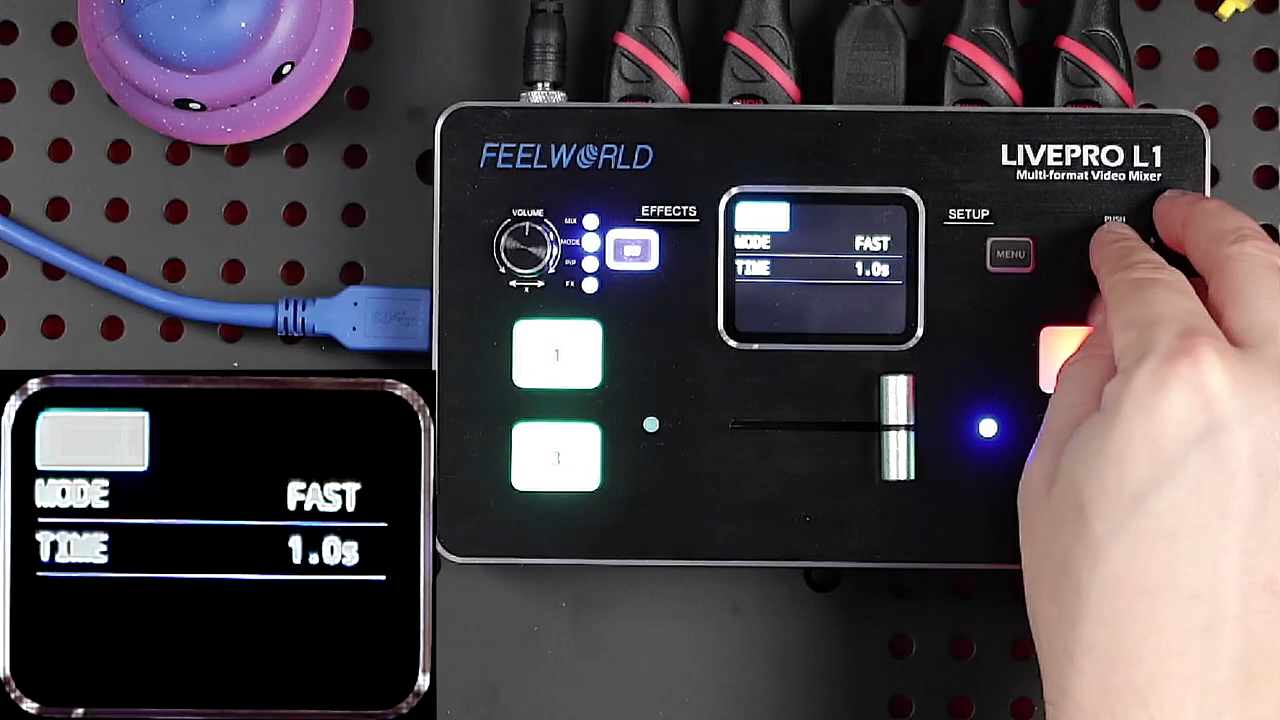 FEELWORLD
LIVEPRO L1
Multi-format Video Mixer
VOLUME
MIX
MODE
PIP
FX
EFFECTS
SETUP
PUSH
MENU
MODE FAST
TIME 1.0s
1
3
MODE FAST
TIME 1.0s